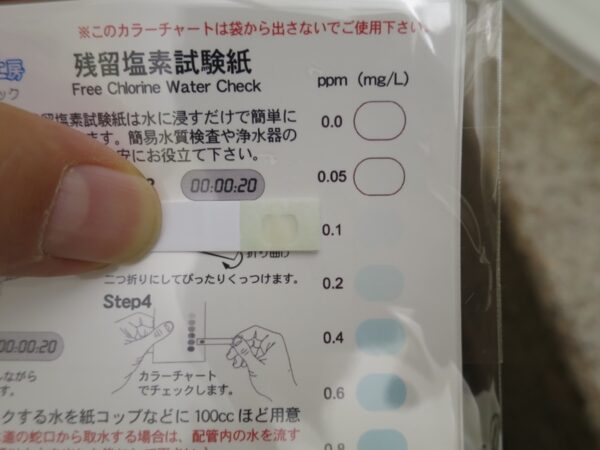 ※このカラーチャートは袋から出さないでご使用下さい。
残留塩素試験紙
Free Chlorine Water Check
ppm (mg/L)
留塩素試験紙は水に浸すだけで簡単に
ます。簡易水質検査や浄水器の
安にお役立て下さい。
00:00:20
0.0
0.05
0.1
折り曲げ
二つ折りにしてぴったりくっつけます。
0.2
Step4
0.4
00:00:20
カラーチャート
でチェックします。
0.6
クする水を紙コップなどに100ccほど用意
道の蛇口から取水する場合は、配管内の水を流す
0.8